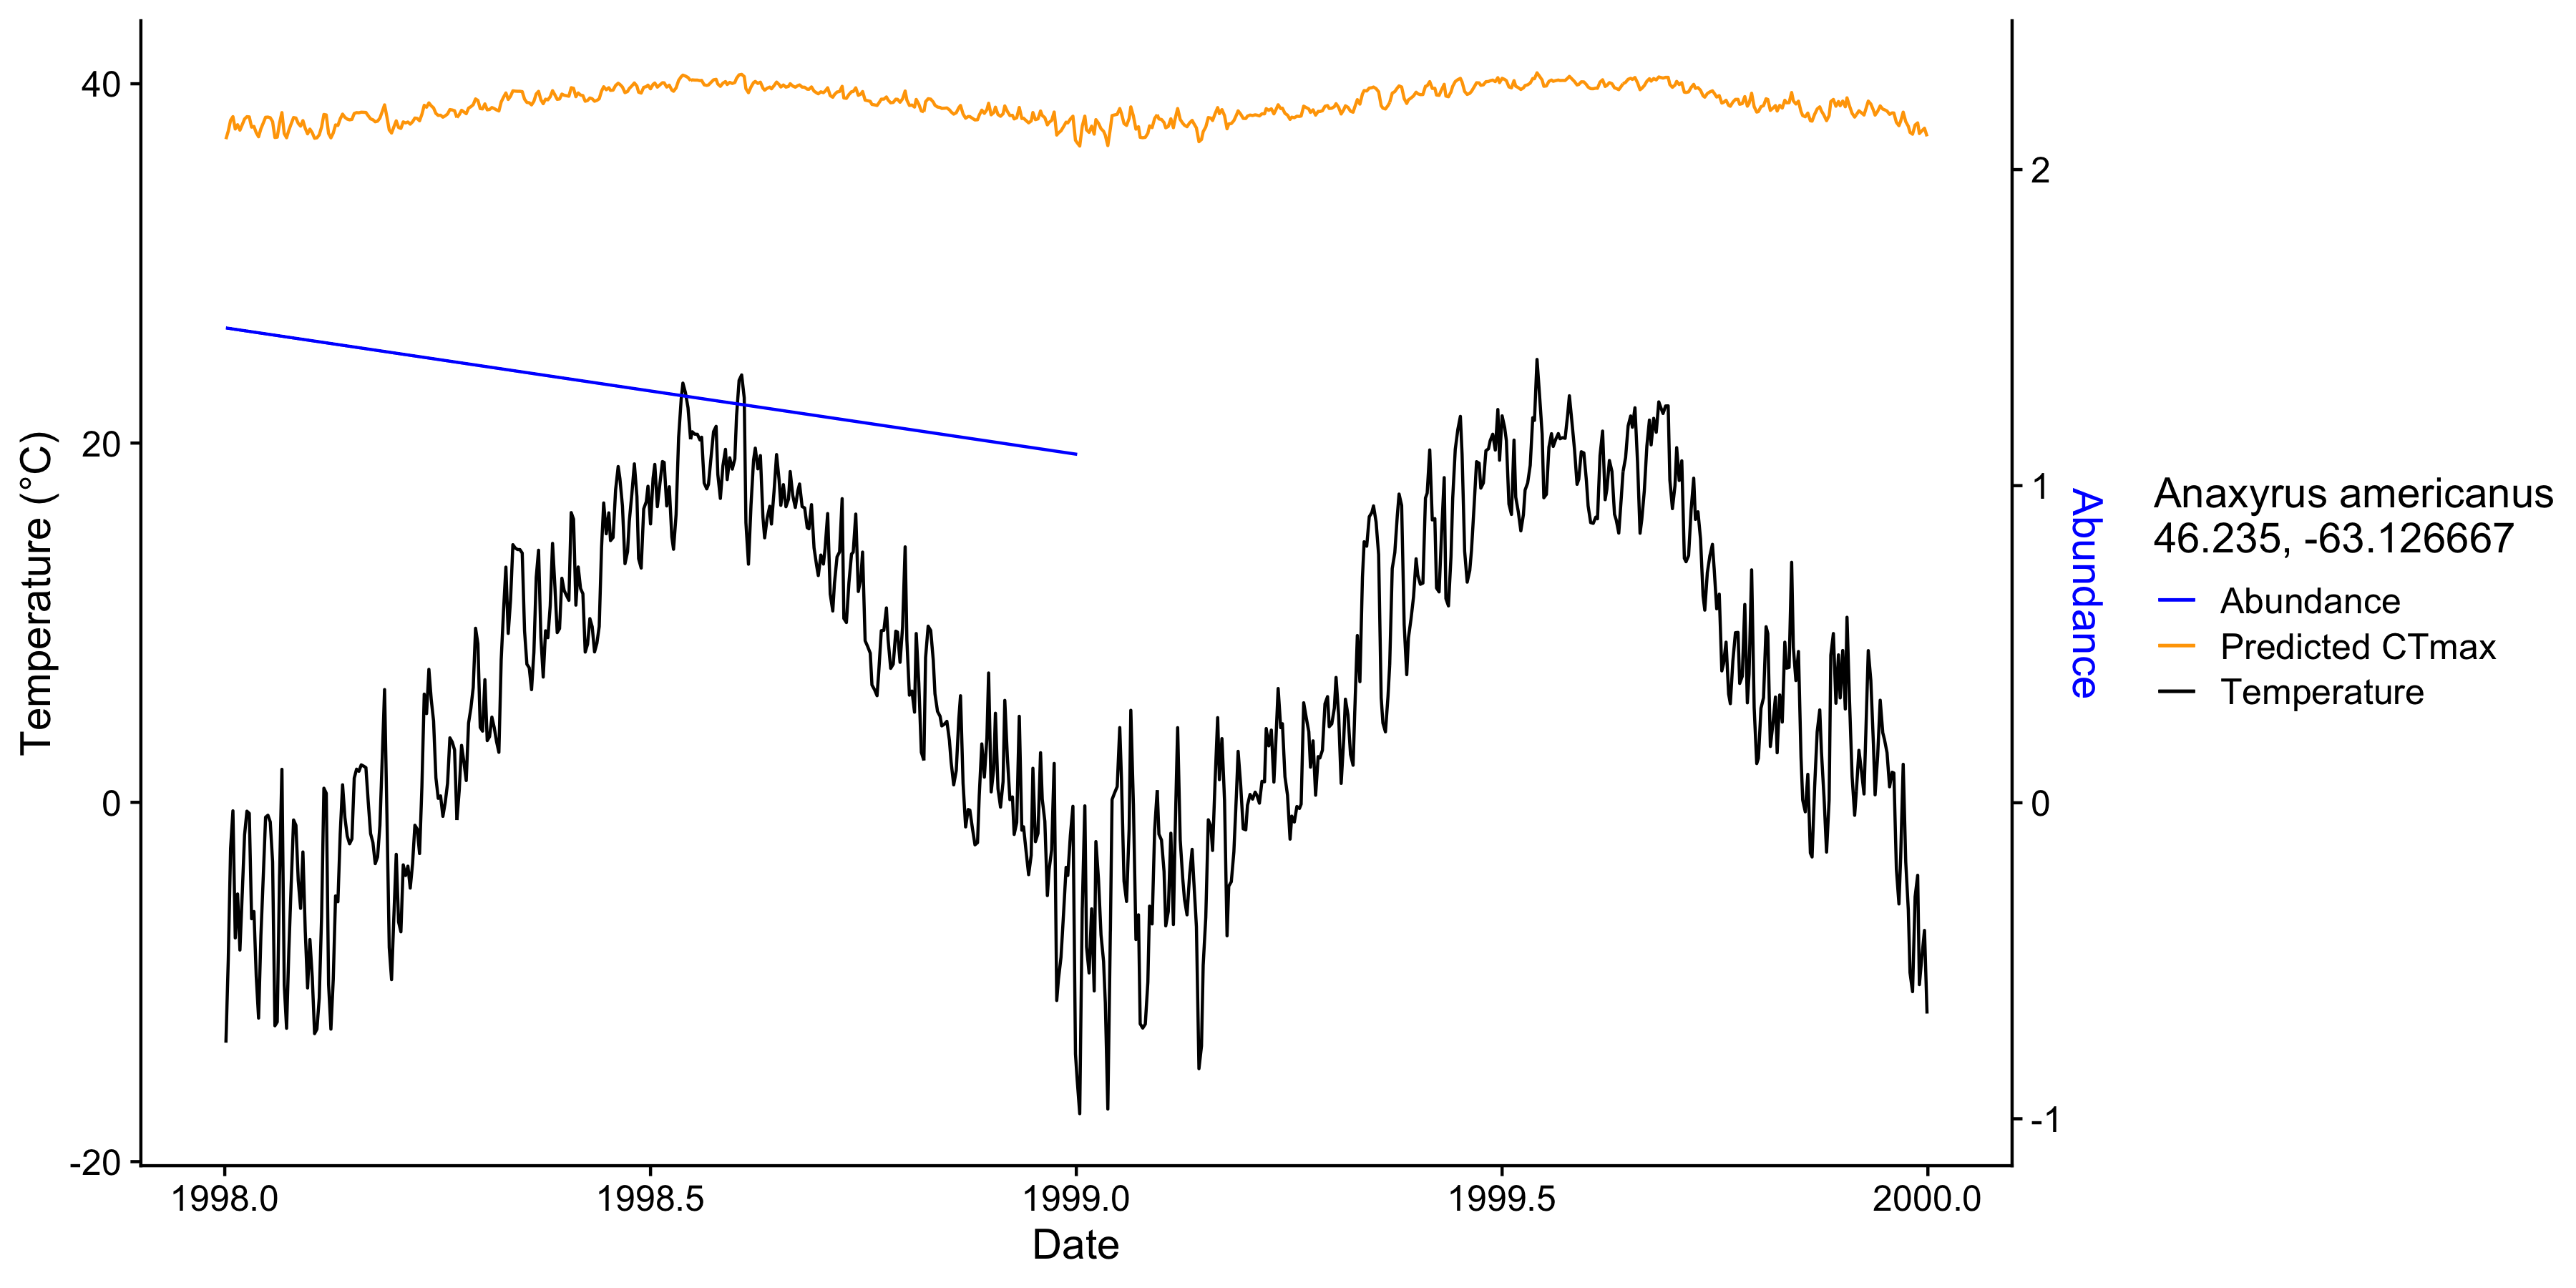 40
20
0
-20
Temperature (°C)
1998.0
1998.5
1999.0
1999.5
2000.0
Date
2
1
0
-1
Abundance
Anaxyrus americanus
46.235, -63.126667
Abundance
Predicted CTmax
Temperature